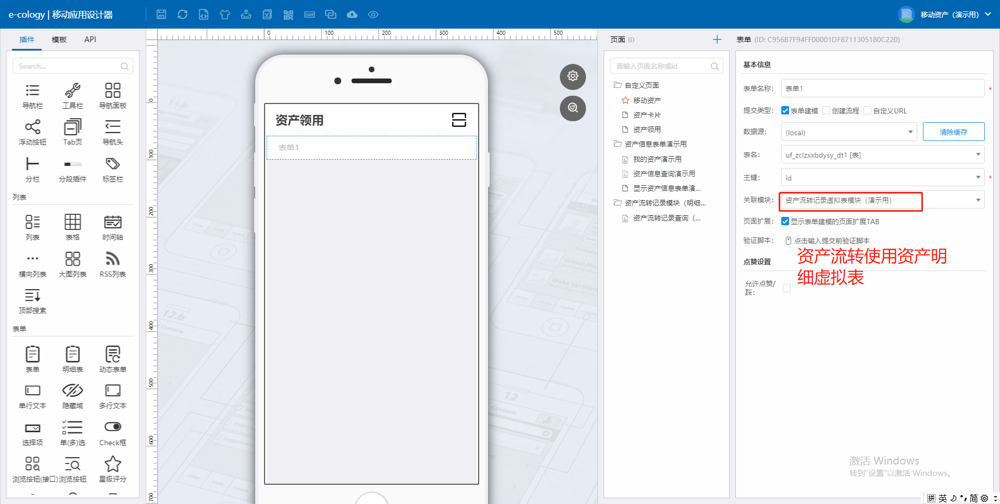 e-cology | 移动应用设计器
移动资产（演示用）
插件 模板 API
Search...
导航栏 工具栏 导航面板
浮动按钮 Tab页 导航头
分栏 分段插件 标签栏
列表
列表 表格 时间轴
横向列表 大图列表 RSS列表
顶部搜索
表单
表单 明细表 动态表单
单行文本 隐藏域 多行文本
选择项 单(多)选 Check框
浏览按钮(接口) 浏览按钮 星级评分
0 100 200 300 400 500
0
100
200
300
400
500
600
700
资产领用
表单1
页面 ID
请输入页面名称或id
自定义页面
移动资产
资产卡片
资产领用
资产信息表单演示用
我的资产演示用
资产信息查询演示用
显示资产信息表单演...
资产流转记录模块（明细...
资产流转记录查询（...
表单 (ID: C956B7F94FF00001DF8711305180C220)
基本信息
表单名称： 表单1 *
提交类型： 表单建模 创建流程 自定义URL
数据源： (local) 清除缓存
表名： uf_zclzxxbdysy_dt1 [表]
主键： id *
关联模块： 资产流转记录虚拟表模块（演示用）
页面扩展： 显示表单建模的页面扩展TAB
验证脚本： 点击输入提交前验证脚本
资产流转使用资产明
细虚拟表
点赞设置
允许点赞/
踩：
激活 Windows
转到“设置”以激活 Windows。
拼 英 简